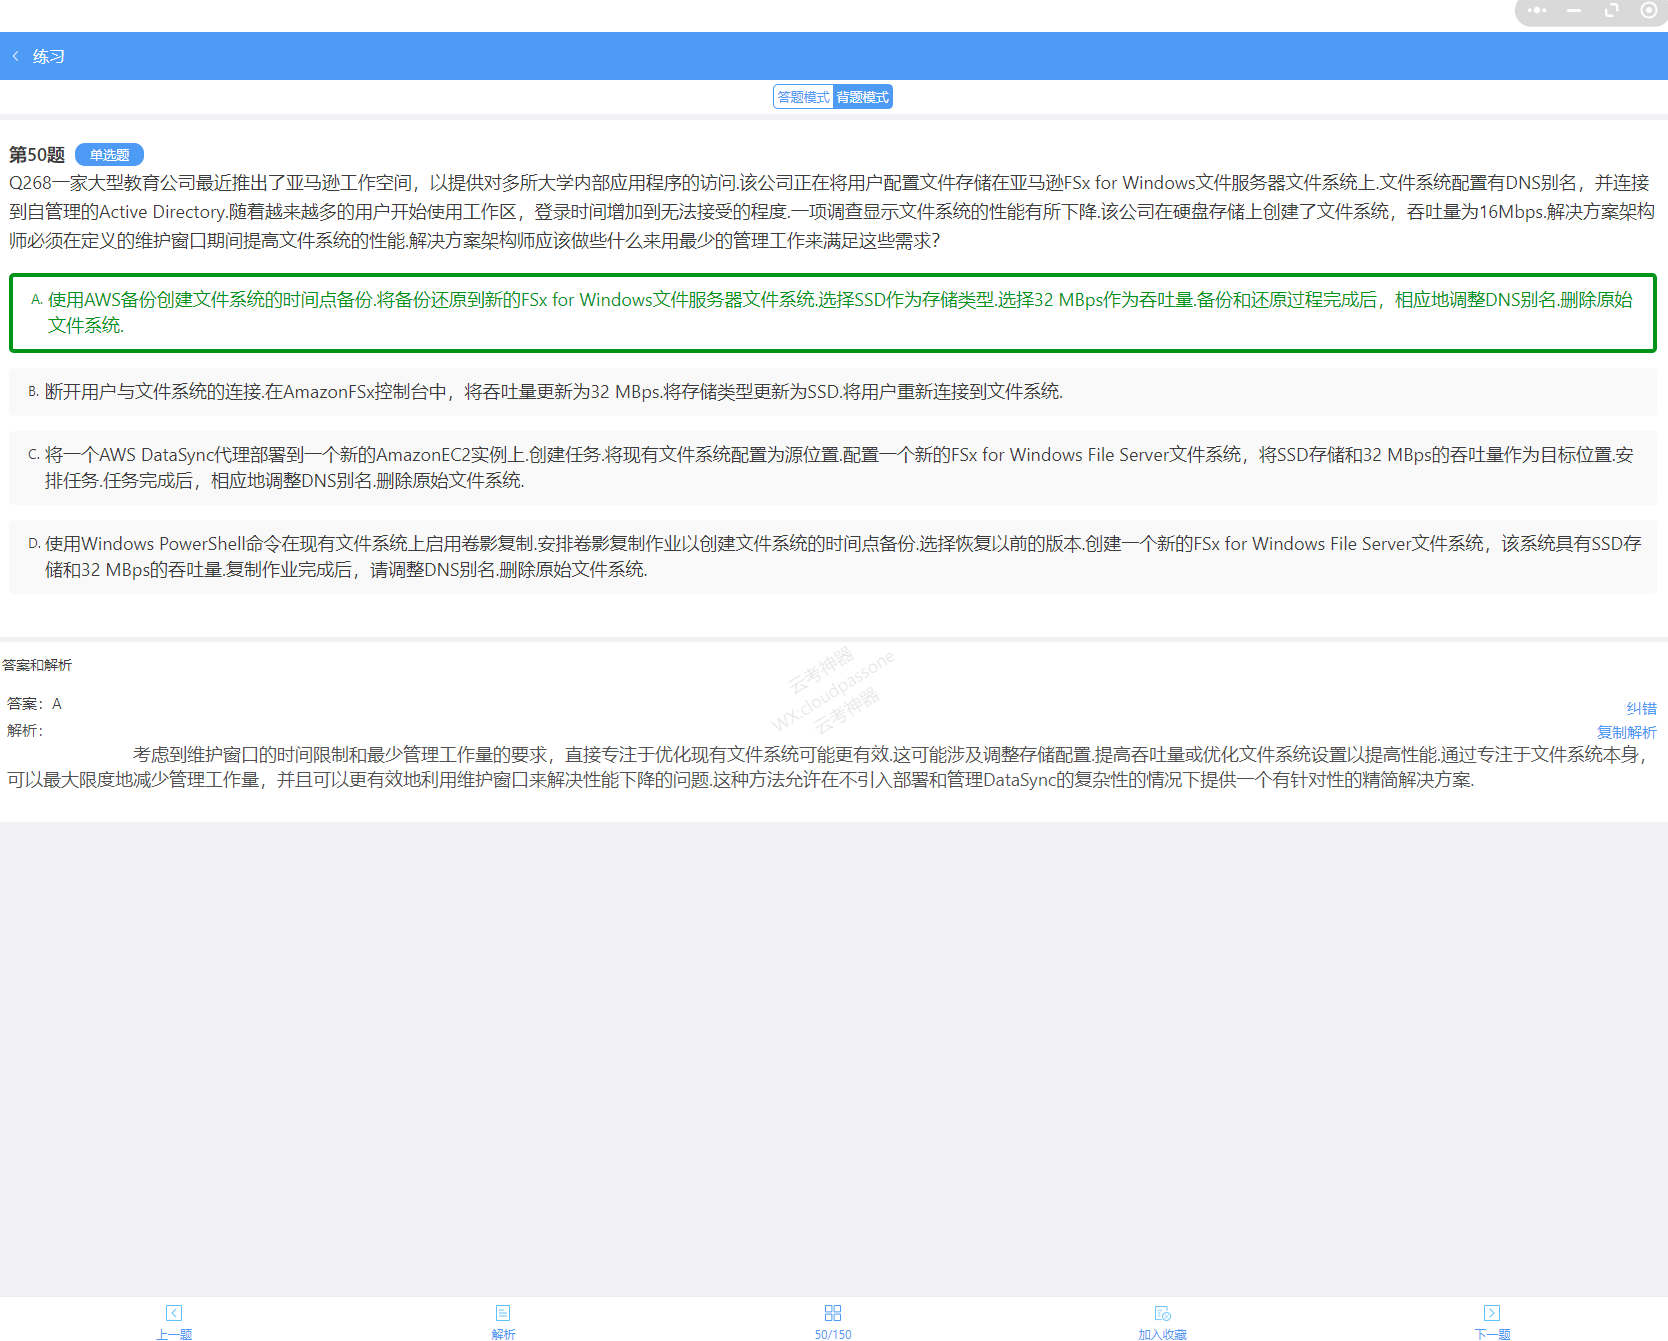 练习
答题模式 背题模式
第50题 单选题
Q268一家大型教育公司最近推出了亚马逊工作空间，以提供对多所大学内部应用程序的访问.该公司正在将用户配置文件存储在亚马逊FSx for Windows文件服务器文件系统上.文件系统配置有DNS别名，并连接
到自管理的Active Directory.随着越来越多的用户开始使用工作区，登录时间增加到无法接受的程度.一项调查显示文件系统的性能有所下降.该公司在硬盘存储上创建了文件系统，吞吐量为16Mbps.解决方案架构
师必须在定义的维护窗口期间提高文件系统的性能.解决方案架构师应该做些什么来用最少的管理工作来满足这些需求？
A. 使用AWS备份创建文件系统的时间点备份.将备份还原到新的FSx for Windows文件服务器文件系统.选择SSD作为存储类型.选择32 MBps作为吞吐量.备份和还原过程完成后，相应地调整DNS别名.删除原始
文件系统.
B. 断开用户与文件系统的连接.在AmazonFSx控制台中，将吞吐量更新为32 MBps.将存储类型更新为SSD.将用户重新连接到文件系统.
C. 将一个AWS DataSync代理部署到一个新的AmazonEC2实例上.创建任务.将现有文件系统配置为源位置.配置一个新的FSx for Windows File Server文件系统，将SSD存储和32 MBps的吞吐量作为目标位置.安
排任务.任务完成后，相应地调整DNS别名.删除原始文件系统.
D. 使用Windows PowerShell命令在现有文件系统上启用卷影复制.安排卷影复制作业以创建文件系统的时间点备份.选择恢复以前的版本.创建一个新的FSx for Windows File Server文件系统，该系统具有SSD存
储和32 MBps的吞吐量.复制作业完成后，请调整DNS别名.删除原始文件系统.
答案和解析
云考神器
WX:cloudpassone
云考神器
答案：A
纠错
解析：
复制解析
考虑到维护窗口的时间限制和最少管理工作量的要求，直接专注于优化现有文件系统可能更有效.这可能涉及调整存储配置.提高吞吐量或优化文件系统设置以提高性能.通过专注于文件系统本身，
可以最大限度地减少管理工作量，并且可以更有效地利用维护窗口来解决性能下降的问题.这种方法允许在不引入部署和管理DataSync的复杂性的情况下提供一个有针对性的精简解决方案.
上一题 解析 50/150 加入收藏 下一题